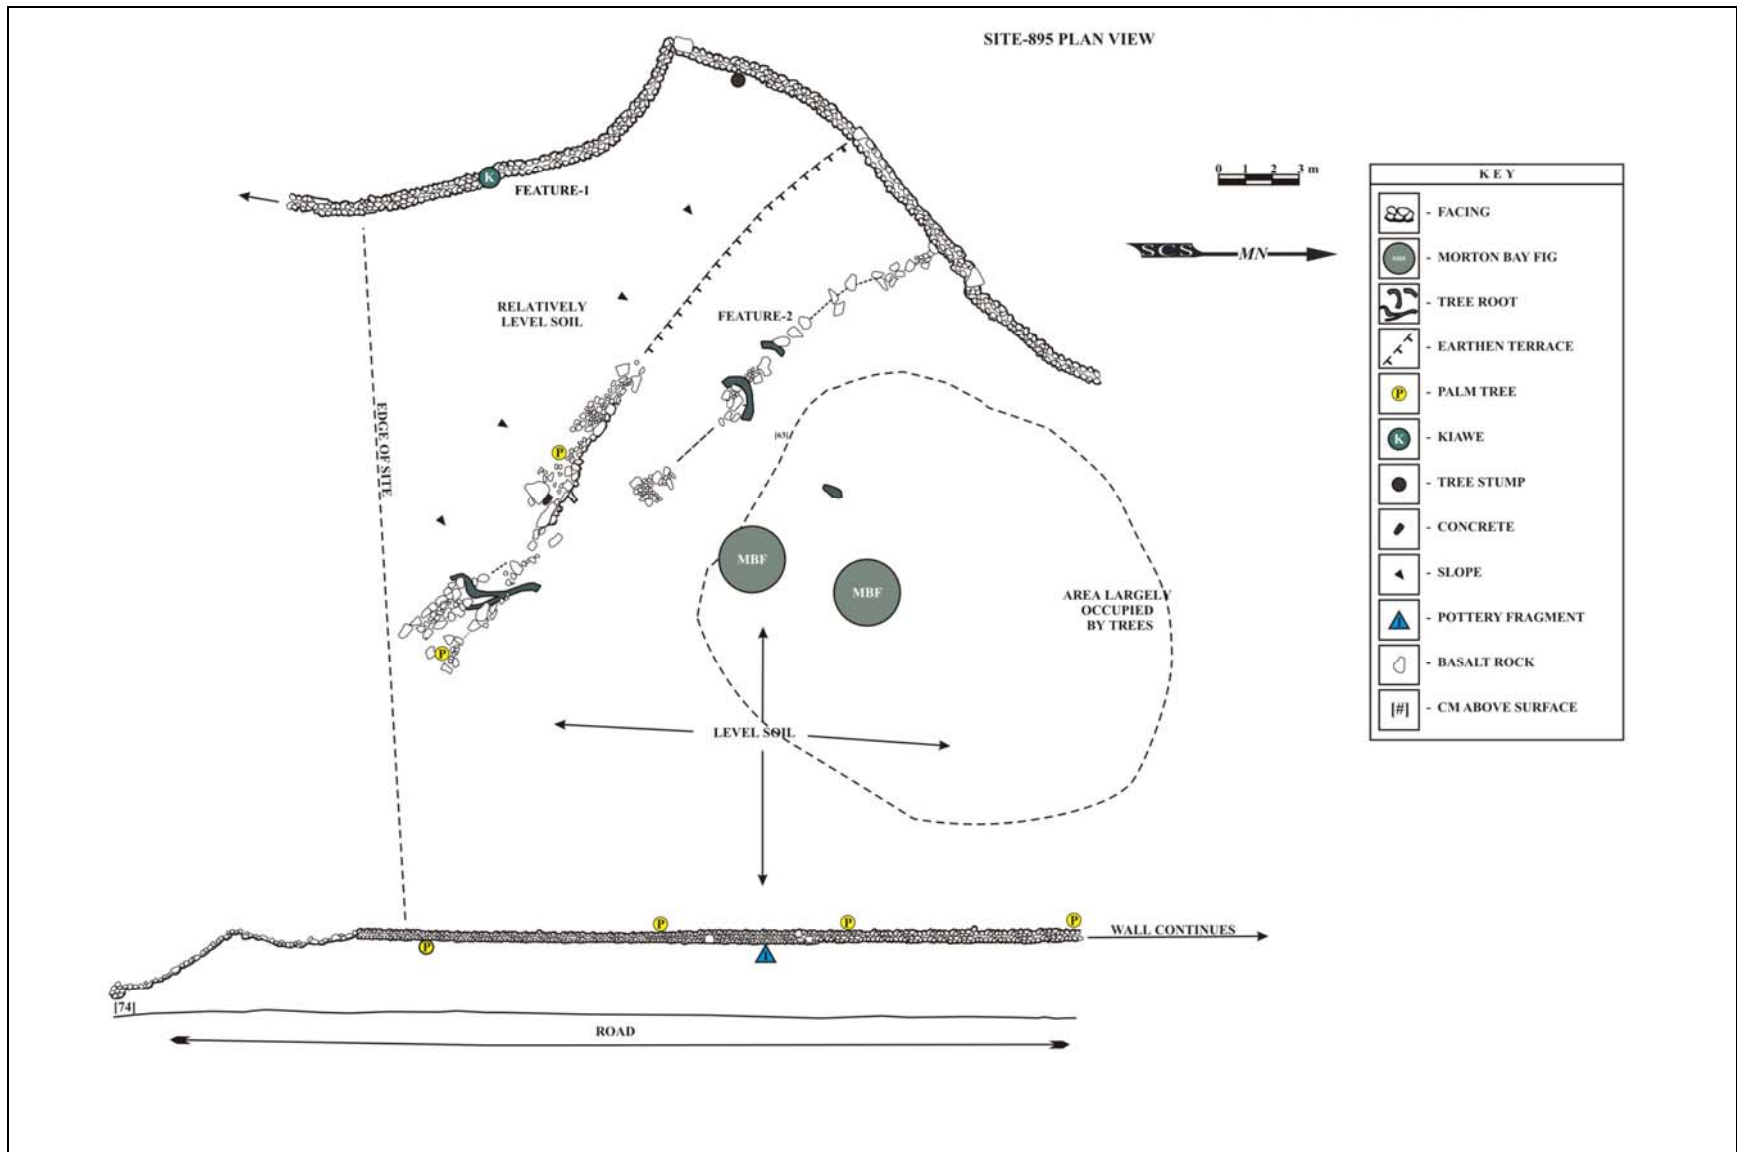 SITE-895 PLAN VIEW
K
FEATURE-1
0 1 2 3 m
SCS MN
RELATIVELY
LEVEL SOIL
FEATURE-2
EDGE OF SITE
[63]
P
MBF
MBF
AREA LARGELY
OCCUPIED
BY TREES
P
LEVEL SOIL
P
P
P
P
WALL CONTINUES
1
[74]
ROAD
KEY
- FACING
MBF - MORTON BAY FIG
- TREE ROOT
- EARTHEN TERRACE
P - PALM TREE
K - KIAWE
- TREE STUMP
- CONCRETE
- SLOPE
1 - POTTERY FRAGMENT
- BASALT ROCK
[#] - CM ABOVE SURFACE